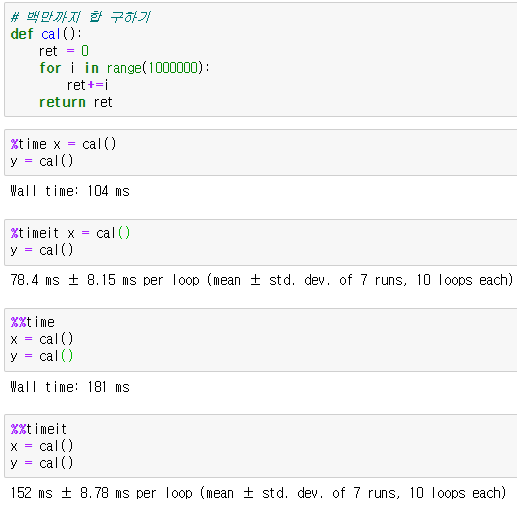 # 백만까지 합 구하기
def cal():
    ret = 0
    for i in range(1000000):
        ret+=i
    return ret
%time x = cal()
y = cal()
Wall time: 104 ms
%timeit x = cal()
y = cal()
78.4 ms ± 8.15 ms per loop (mean ± std. dev. of 7 runs, 10 loops each)
%%time
x = cal()
y = cal()
Wall time: 181 ms
%%timeit
x = cal()
y = cal()
152 ms ± 8.78 ms per loop (mean ± std. dev. of 7 runs, 10 loops each)